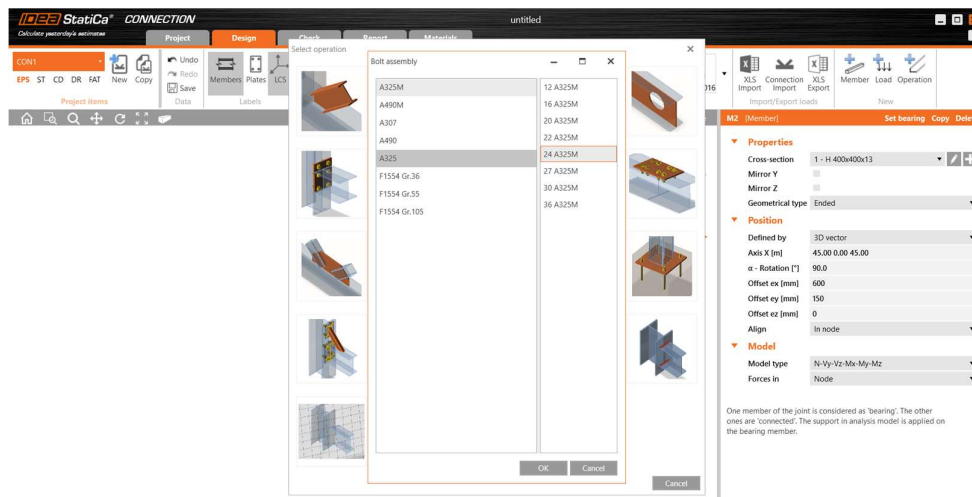 IDEA StatiCa® CONNECTION
untitled
Calculate yesterday's estimates
Project Design Check Report Materials
CON1
EPS ST CD DR FAT
New Copy
Undo
Redo
Save
Members Plates LCS
Project items
Data
Labels
016
XLS Import
Connection Import
XLS Export
Member Load Operation
Import/Export loads
New
Select operation
Bolt assembly
A325M
A490M
A307
A490
A325
F1554 Gr.36
F1554 Gr.55
F1554 Gr.105
12 A325M
16 A325M
20 A325M
22 A325M
24 A325M
27 A325M
30 A325M
36 A325M
OK Cancel
Cancel
M2 [Member] Set bearing Copy Dele
Properties
Cross-section 1 - H 400x400x13
Mirror Y
Mirror Z
Geometrical type Ended
Position
Defined by 3D vector
Axis X [m] 45.00 0.00 45.00
α - Rotation [°] 90.0
Offset ex [mm] 600
Offset ey [mm] 150
Offset ez [mm] 0
Align In node
Model
Model type N-Vy-Vz-Mx-My-Mz
Forces in Node
One member of the joint is considered as 'bearing'. The other
ones are 'connected'. The support in analysis model is applied on
the bearing member.